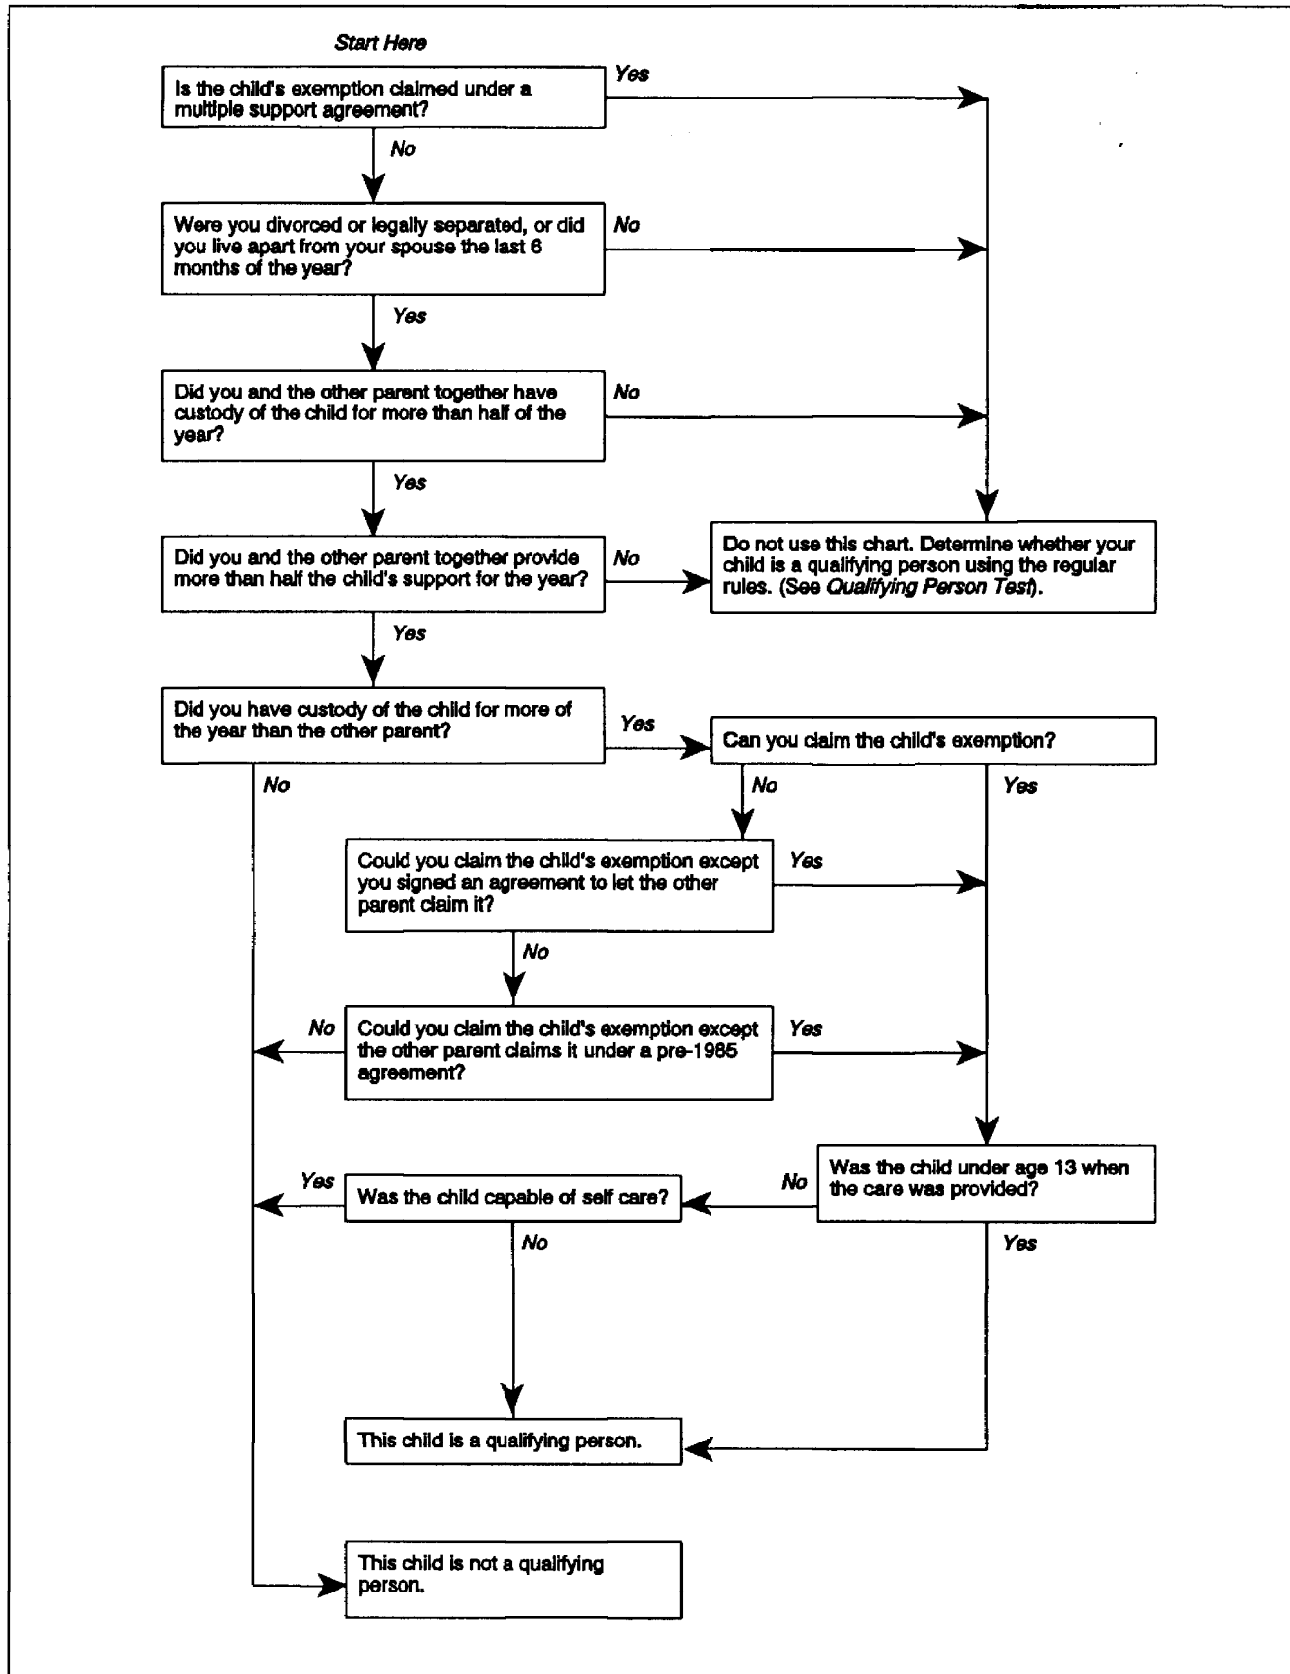 Start Here
Is the child's exemption claimed under a
multiple support agreement?
Yes
No
Were you divorced or legally separated, or did
you live apart from your spouse the last 6
months of the year?
No
Yes
Did you and the other parent together have
custody of the child for more than half of the
year?
No
Yes
Did you and the other parent together provide
more than half the child's support for the year?
No
Do not use this chart. Determine whether your
child is a qualifying person using the regular
rules. (See Qualifying Person Test).
Yes
Did you have custody of the child for more of
the year than the other parent?
Yes
Can you claim the child's exemption?
No
No
Yes
Could you claim the child's exemption except
you signed an agreement to let the other
parent claim it?
Yes
No
No
Could you claim the child's exemption except
the other parent claims it under a pre-1985
agreement?
Yes
Was the child under age 13 when
the care was provided?
No
Was the child capable of self care?
Yes
No
Yes
This child is a qualifying person.
This child is not a qualifying
person.